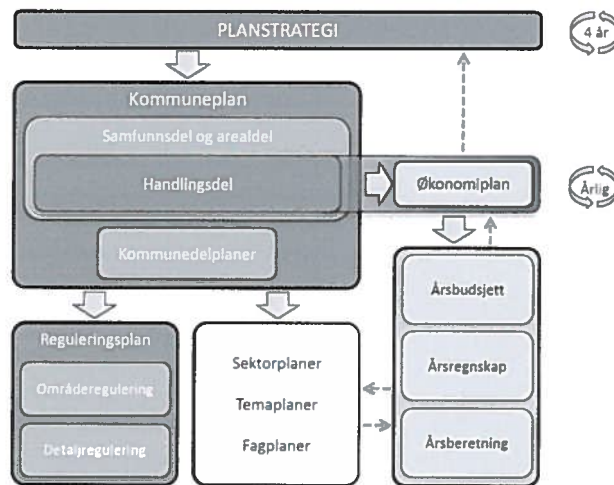 PLANSTRATEGI
4 år
Kommuneplan
Samfunnsdel og arealdel
Handlingsdel
Økonomiplan
Årlig
Kommunedelplaner
Årsbudsjett
Reguleringsplan
Sektorplaner
Områderegulering
Årsregnskap
Temaplaner
Detaljregulering
Fagplaner
Årsberetning